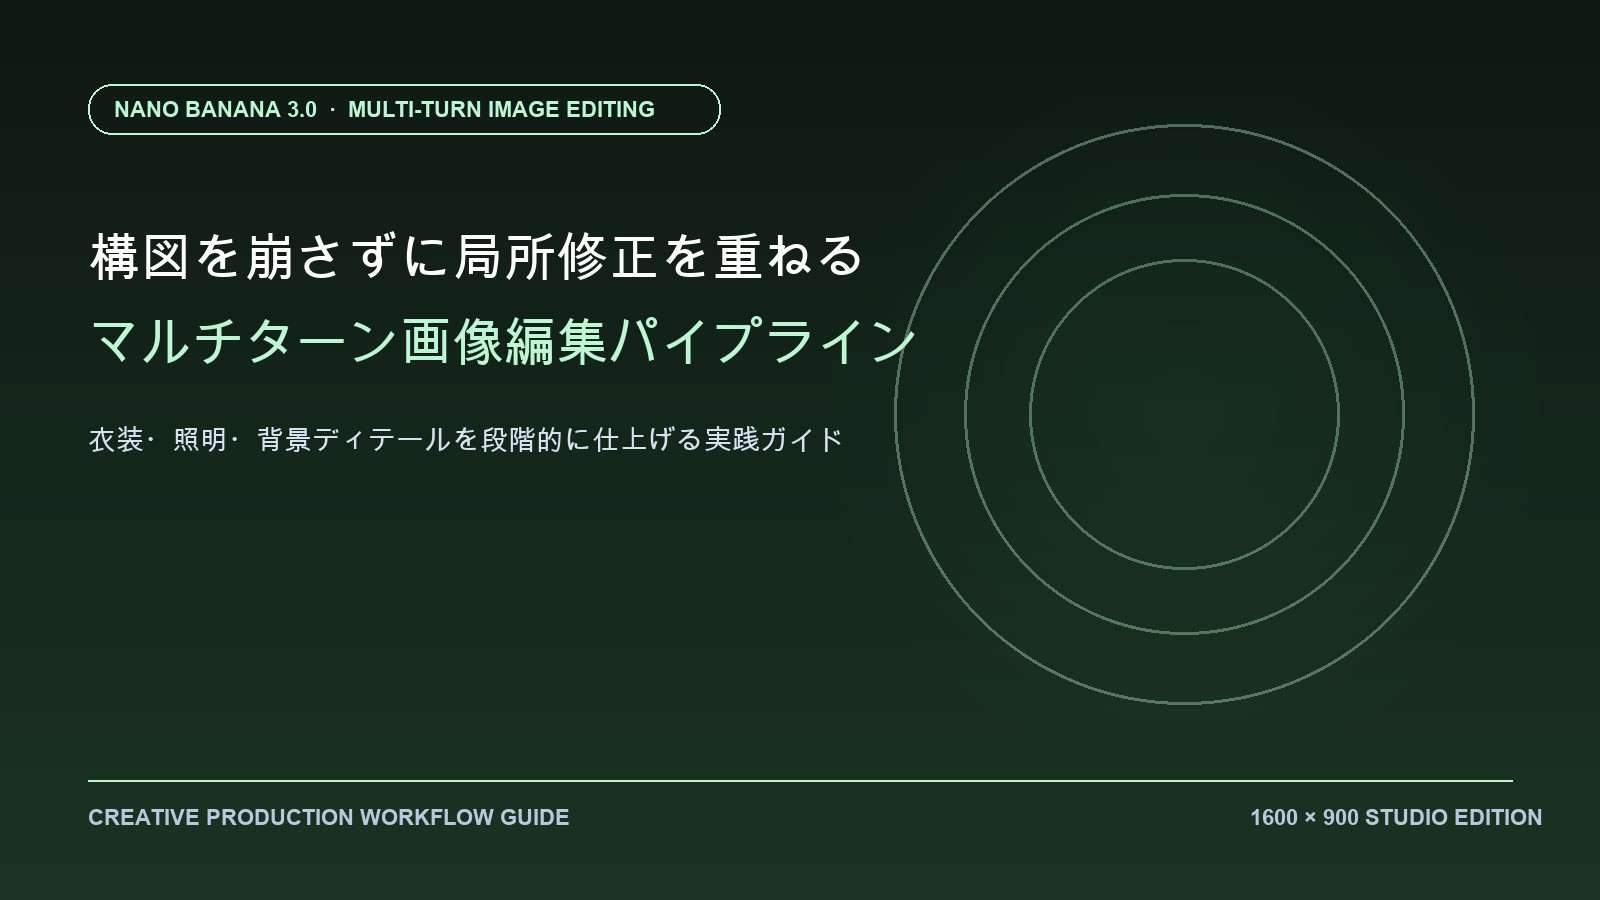 NANO BANANA 3.0 · MULTI-TURN IMAGE EDITING
構図を崩さずに局所修正を重ねる
マルチターン画像編集パイプライン
衣装· 照明· 背景ディテールを段階的に仕上げる実践ガイド
CREATIVE PRODUCTION WORKFLOW GUIDE
1600 × 900 STUDIO EDITION